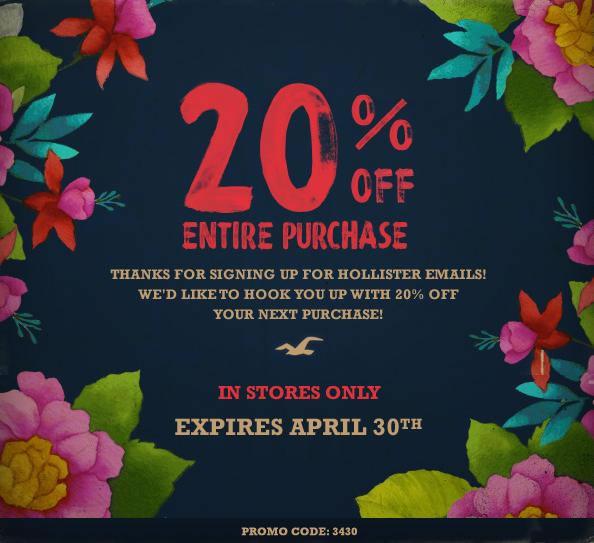 20% OFF
ENTIRE PURCHASE
THANKS FOR SIGNING UP FOR HOLLISTER EMAILS!
WE'D LIKE TO HOOK YOU UP WITH 20% OFF
YOUR NEXT PURCHASE!
IN STORES ONLY
EXPIRES APRIL 30TH
PROMO CODE: 3430